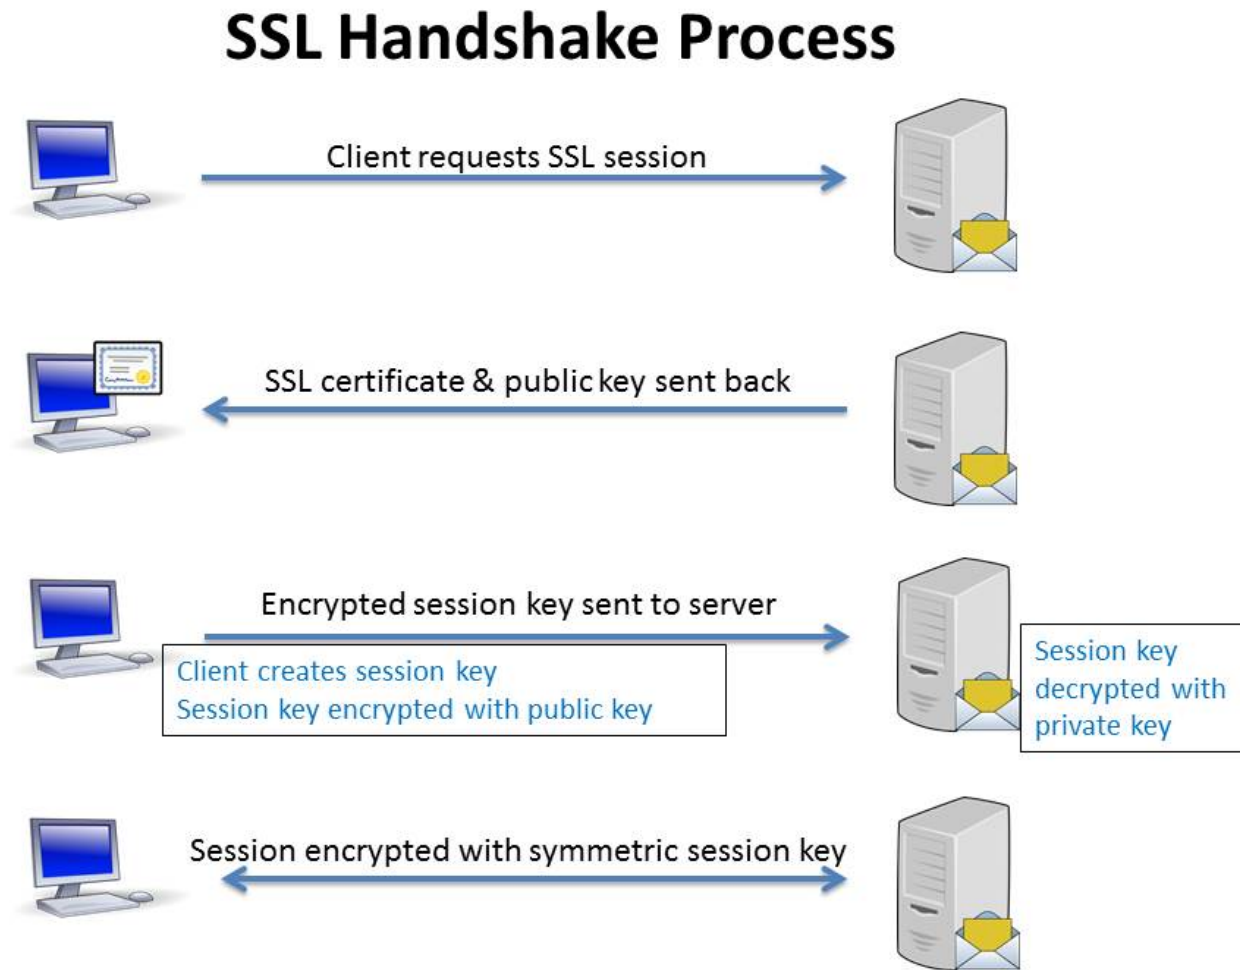 SSL Handshake Process
Client requests SSL session
SSL certificate & public key sent back
Encrypted session key sent to server
Client creates session key
Session key encrypted with public key
Session key
decrypted with
private key
Session encrypted with symmetric session key